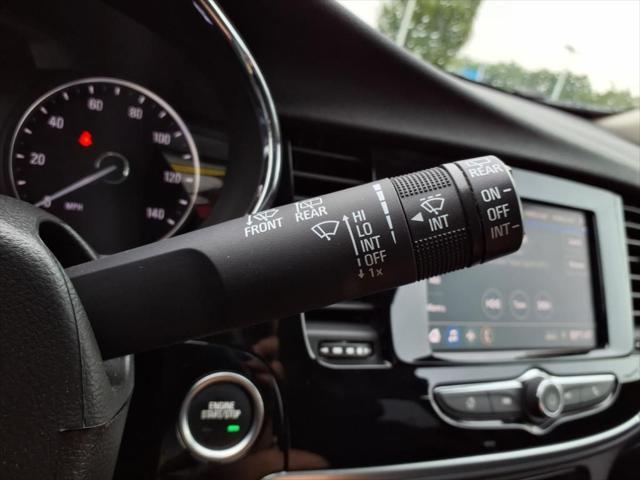 60
80
40
100
20
120
0
140
MPH
FRONT
REAR
HI
LO
INT
OFF
1x
INT
REAR
ON
OFF
INT
ENGINE
START/STOP